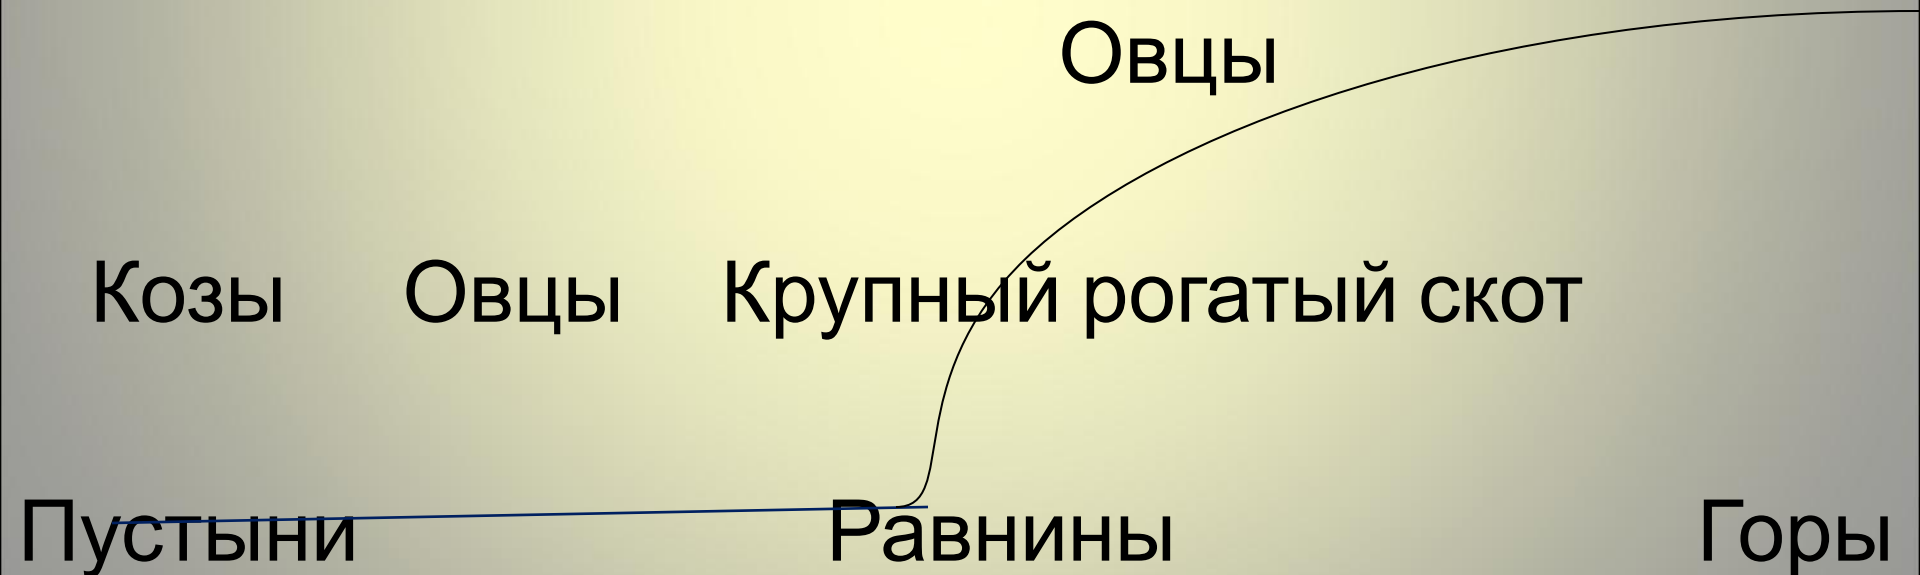 Овцы
Козы Овцы Крупный рогатый скот
Пустыни Равнины Горы